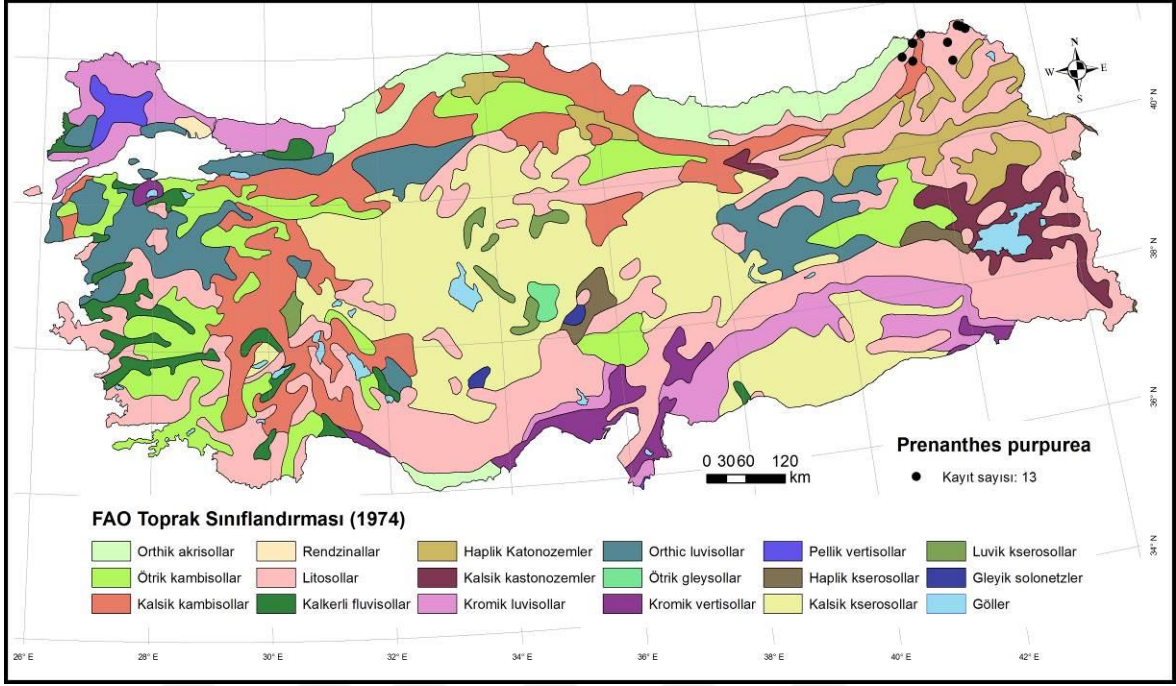 N
W
E
S
40° N
38° N
36° N
34° N
Prenanthes purpurea
Kayıt sayısı: 13
0 30 60 120
km
FAO Toprak Sınıflandırması (1974)
Orthik akrisollar
Rendzinallar
Haplik Katonozemler
Orthic luvisollar
Pellik vertisollar
Luvik kserosollar
Ötrik kambisollar
Litosollar
Kalsik kastonozemler
Ötrik gleysollar
Haplik kserosollar
Gleyik solonetzler
Kalsik kambisollar
Kalkerli fluvisollar
Kromik luvisollar
Kromik vertisollar
Kalsik kserosollar
Göller
26° E
28° E
30° E
32° E
34° E
36° E
38° E
40° E
42° E